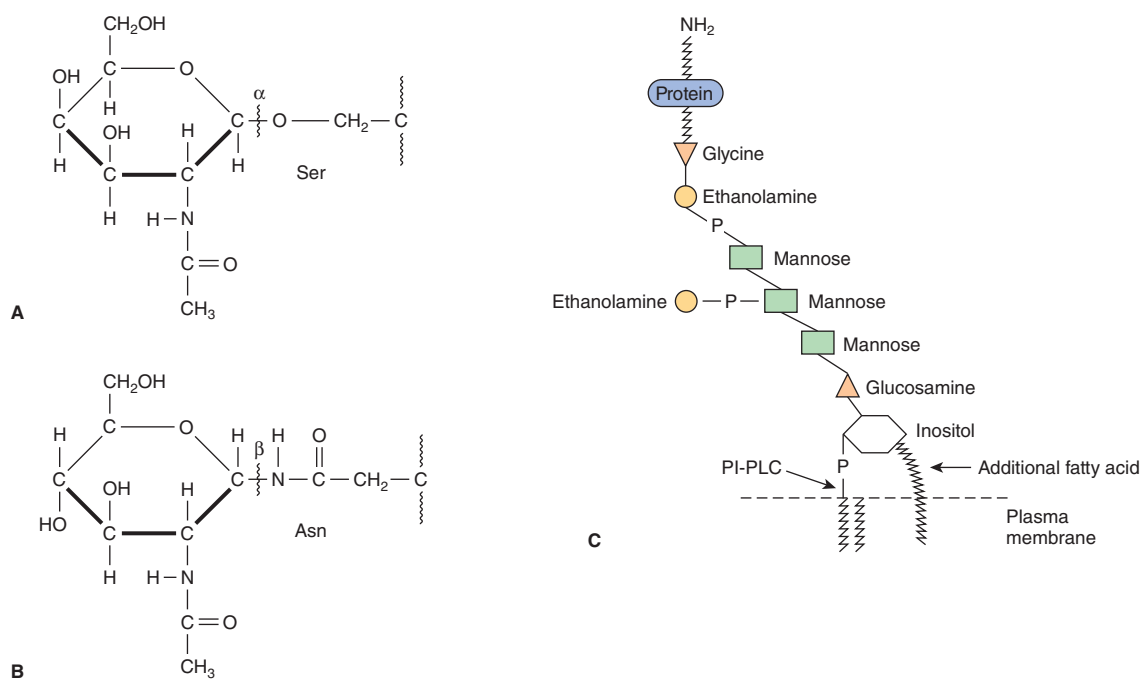 CH₂OH
C
O
OH
H
α
C
OH
H
C
O
CH₂
C
H
H
Ser
C
C
H
H
N
C
O
CH₃
A
CH₂OH
C
O
H
H
H
O
β
C
OH
H
C
N
C
CH₂
C
HO
Asn
C
C
H
H
N
C
O
CH₃
B
NH₂
Protein
Glycine
Ethanolamine
P
Mannose
Ethanolamine
P
Mannose
Mannose
Glucosamine
Inositol
PI-PLC
P
Additional fatty acid
Plasma
membrane
C